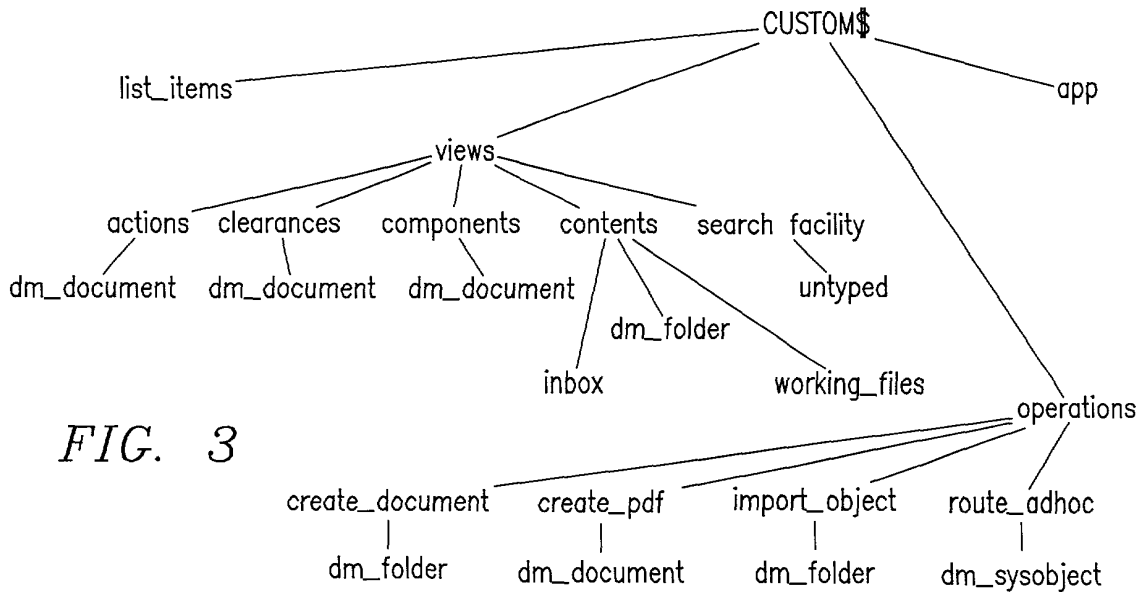 CUSTOM$
list_items app
views
actions clearances components contents search facility
dm_document dm_document dm_document untyped
dm_folder
inbox working_files
operations
FIG. 3
create_document create_pdf import_object route_adhoc
dm_folder dm_document dm_folder dm_sysobject